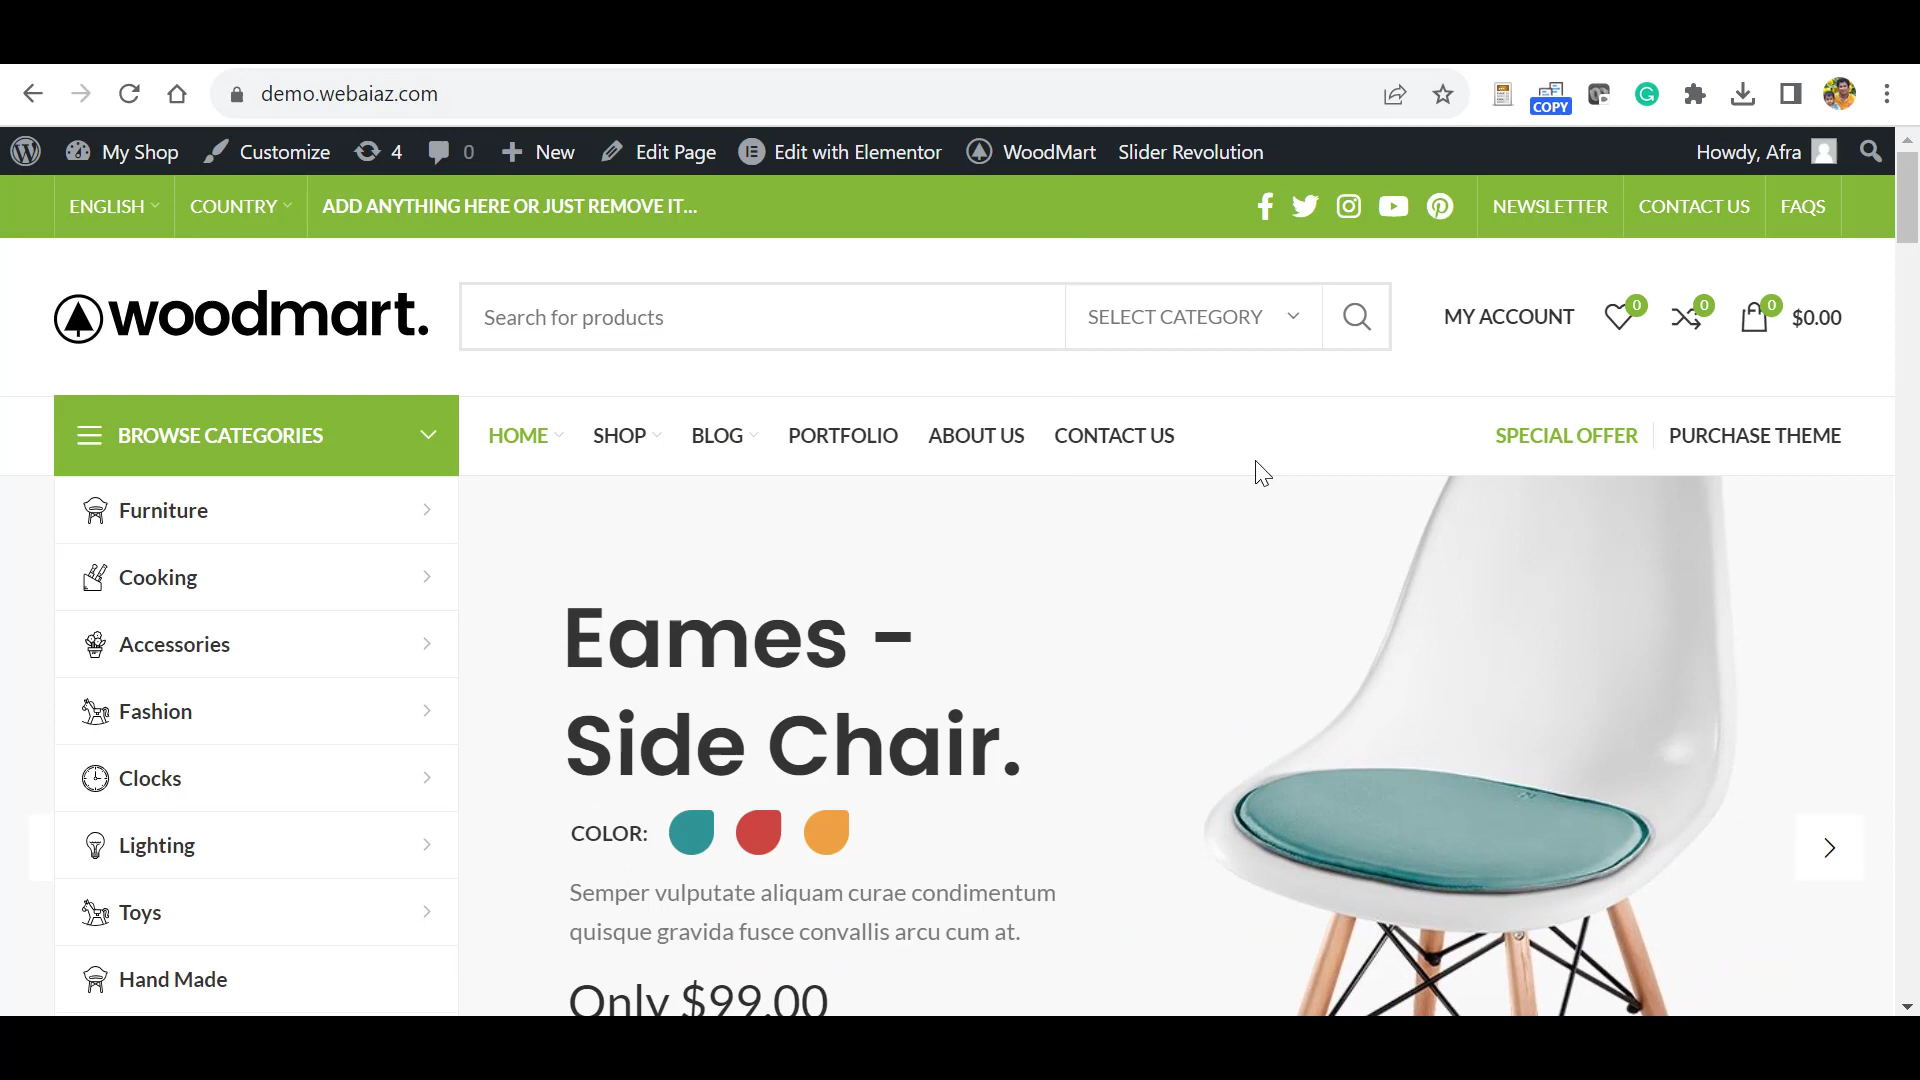 demo.webaiaz.com
COPY
My Shop
Customize
4
0
New
Edit Page
Edit with Elementor
WoodMart
Slider Revolution
Howdy, Afra
ENGLISH
COUNTRY
ADD ANYTHING HERE OR JUST REMOVE IT...
NEWSLETTER
CONTACT US
FAQS
woodmart.
Search for products
SELECT CATEGORY
MY ACCOUNT
0
0
0
$0.00
BROWSE CATEGORIES
HOME
SHOP
BLOG
PORTFOLIO
ABOUT US
CONTACT US
SPECIAL OFFER
PURCHASE THEME
Furniture
Cooking
Accessories
Fashion
Clocks
Lighting
Toys
Hand Made
Eames -
Side Chair.
COLOR:
Semper vulputate aliquam curae condimentum
quisque gravida fusce convallis arcu cum at.
Only $99.00